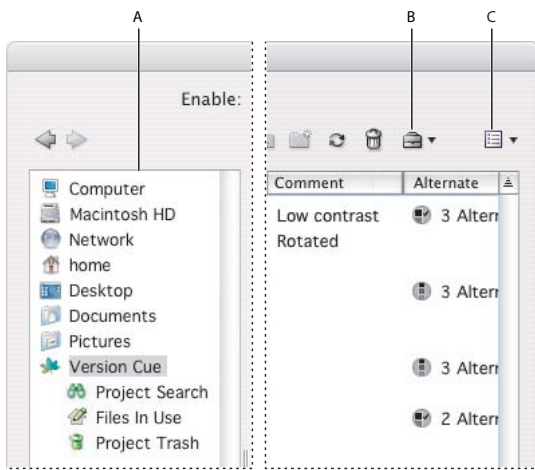 A
B
C
Enable:
Comment
Alternate
Computer
Macintosh HD
Network
home
Desktop
Documents
Pictures
Version Cue
Project Search
Files In Use
Project Trash
Low contrast
3 Altern
Rotated
3 Altern
3 Altern
2 Altern